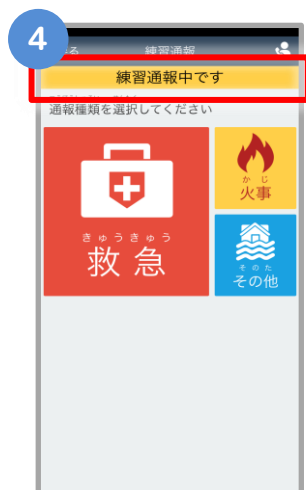 4
る
練習通報
練習通報中です
通報種類を選択してください
きゅうきゅう
救急
かじ
火事
そのた
その他